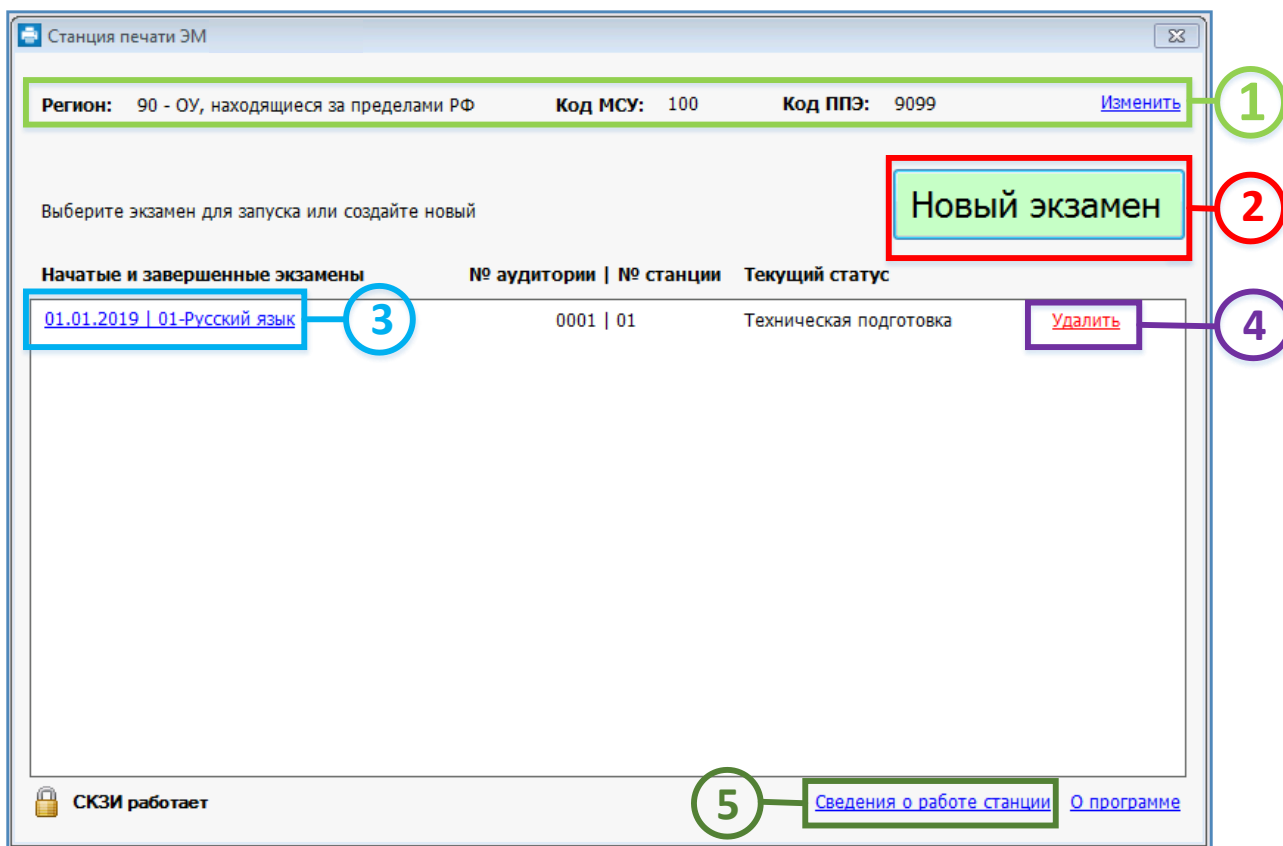 Станция печати ЭМ
Регион: 90 - ОУ, находящиеся за пределами РФ Код МСУ: 100 Код ППЭ: 9099 Изменить
1
Новый экзамен
2
Выберите экзамен для запуска или создайте новый
Начатые и завершенные экзамены № аудитории | № станции Текущий статус
01.01.2019 | 01-Русский язык 3 0001 | 01 Техническая подготовка Удалить 4
СКЗИ работает 5 Сведения о работе станции О программе